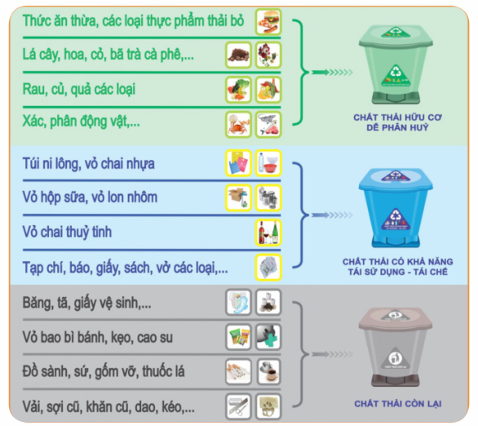 Thức ăn thừa, các loại thực phẩm thải bỏ
Lá cây, hoa, cỏ, bã trà cà phê,...
Rau, củ, quả các loại
Xác, phân động vật,...
CHẤT THẢI HỮU CƠ
DỄ PHÂN HUỶ
Túi ni lông, vỏ chai nhựa
Vỏ hộp sữa, vỏ lon nhôm
Vỏ chai thuỷ tinh
Tạp chí, báo, giấy, sách, vở các loại,...
CHẤT THẢI CÓ KHẢ NĂNG
TÁI SỬ DỤNG - TÁI CHẾ
Băng, tã, giấy vệ sinh,...
Vỏ bao bì bánh, kẹo, cao su
Đồ sành, sứ, gốm vỡ, thuốc lá
Vải, sợi cũ, khăn cũ, dao, kéo,...
CHẤT THẢI CÒN LẠI